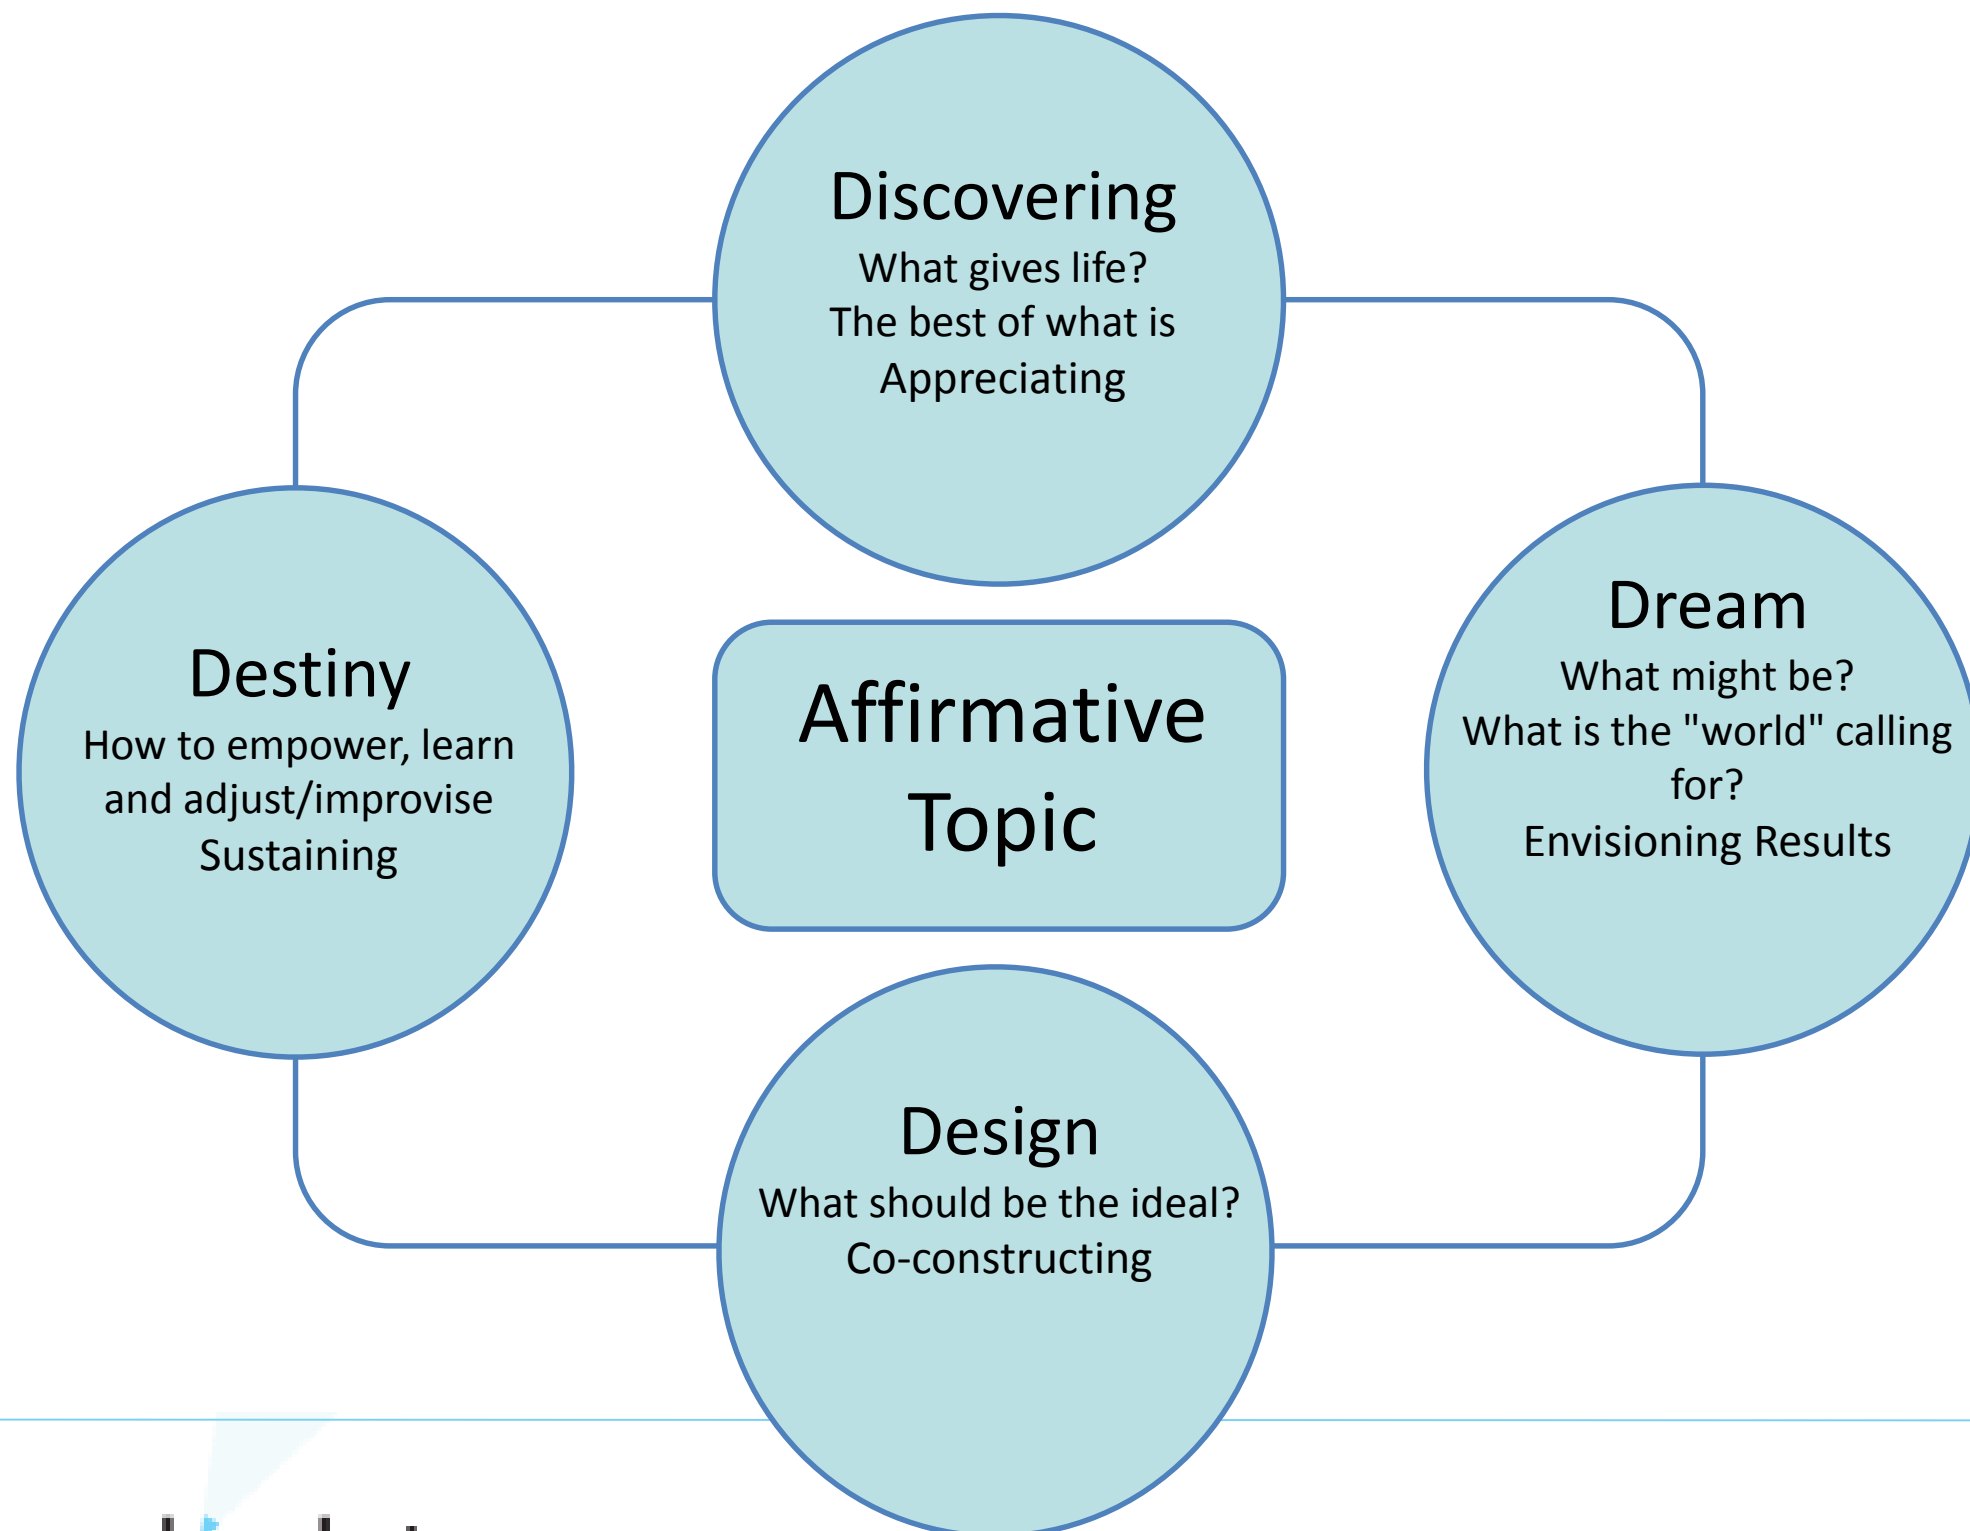 Discovering
What gives life?
The best of what is
Appreciating
Dream
What might be?
What is the "world" calling
for?
Envisioning Results
Affirmative
Topic
Destiny
How to empower, learn
and adjust/improvise
Sustaining
Design
What should be the ideal?
Co-constructing